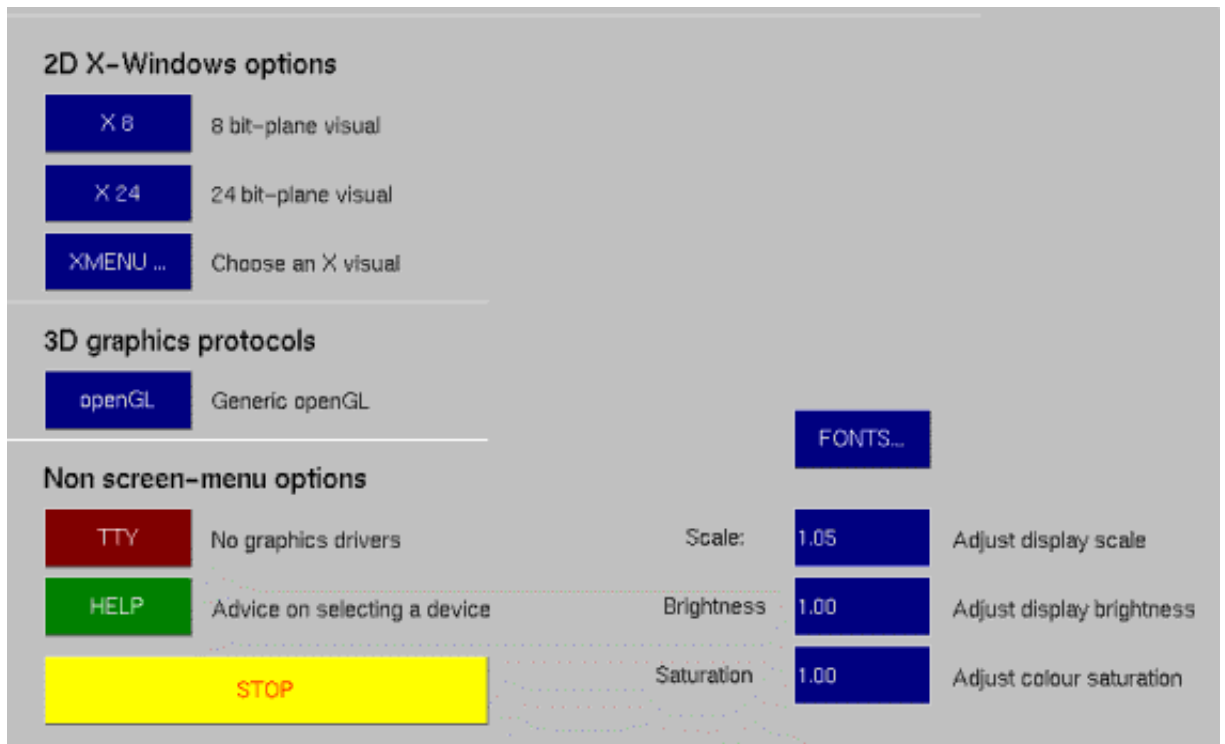 2D X-Windows options
X 8 8 bit-plane visual
X 24 24 bit-plane visual
XMENU ... Choose an X visual
3D graphics protocols
openGL Generic openGL
FONTS...
Non screen-menu options
TTY No graphics drivers
Scale: 1.05 Adjust display scale
HELP Advice on selecting a device
Brightness 1.00 Adjust display brightness
STOP
Saturation 1.00 Adjust colour saturation